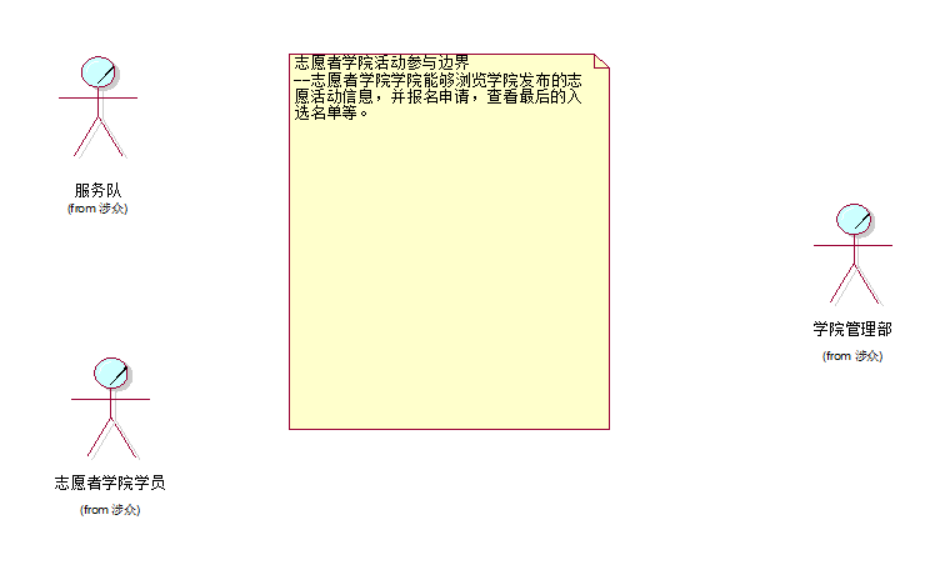 志愿者学院活动参与边界
--志愿者学院学院能够浏览学院发布的志
愿活动信息，并报名申请，查看最后的入
选名单等。
服务队
(from 涉众)
学院管理部
(from 涉众)
志愿者学院学员
(from 涉众)